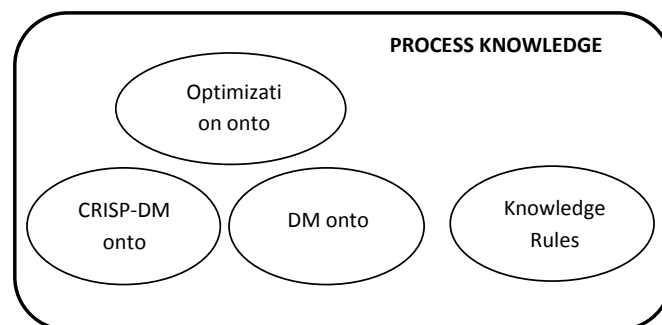 PROCESS KNOWLEDGE
Optimizati
on onto
CRISP-DM
onto
DM onto
Knowledge
Rules